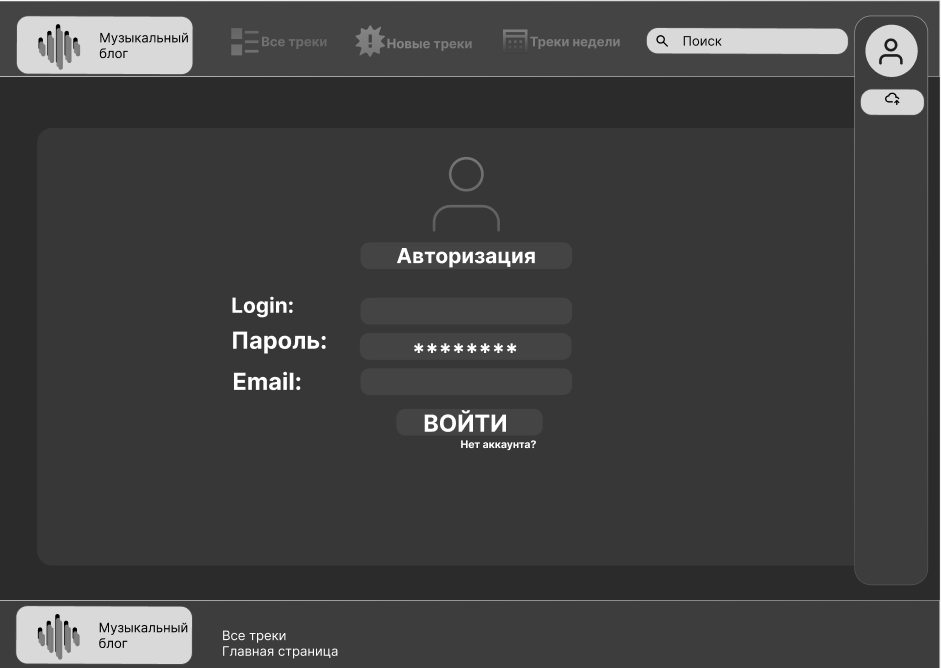 Музыкальный
блог
Все треки
Новые треки
Треки недели
Поиск
Авторизация
Login:
Пароль:
********
Email:
ВОЙТИ
Нет аккаунта?
Музыкальный
блог
Все треки
Главная страница